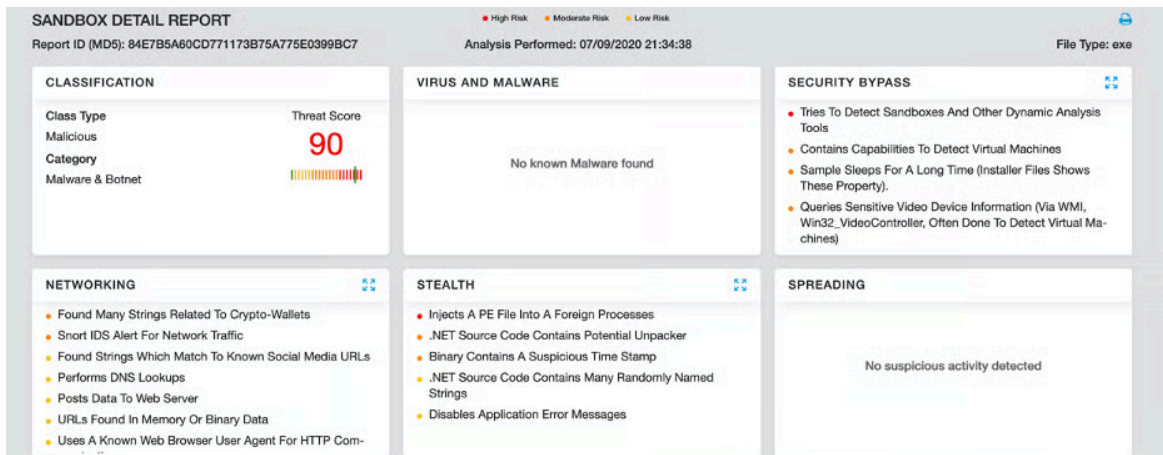 SANDBOX DETAIL REPORT
High Risk Moderate Risk Low Risk
Report ID (MD5): 84E7B5A60CD771173B75A775E0399BC7
Analysis Performed: 07/09/2020 21:34:38
File Type: exe
CLASSIFICATION
Class Type
Malicious
Category
Malware & Botnet
Threat Score
90
VIRUS AND MALWARE
No known Malware found
SECURITY BYPASS
Tries To Detect Sandboxes And Other Dynamic Analysis
Tools
Contains Capabilities To Detect Virtual Machines
Sample Sleeps For A Long Time (Installer Files Shows
These Property).
Queries Sensitive Video Device Information (Via WMI,
Win32_VideoController, Often Done To Detect Virtual Ma-
chines)
NETWORKING
Found Many Strings Related To Crypto-Wallets
Snort IDS Alert For Network Traffic
Found Strings Which Match To Known Social Media URLs
Performs DNS Lookups
Posts Data To Web Server
URLs Found In Memory Or Binary Data
Uses A Known Web Browser User Agent For HTTP Com-
STEALTH
Injects A PE File Into A Foreign Processes
.NET Source Code Contains Potential Unpacker
Binary Contains A Suspicious Time Stamp
.NET Source Code Contains Many Randomly Named
Strings
Disables Application Error Messages
SPREADING
No suspicious activity detected